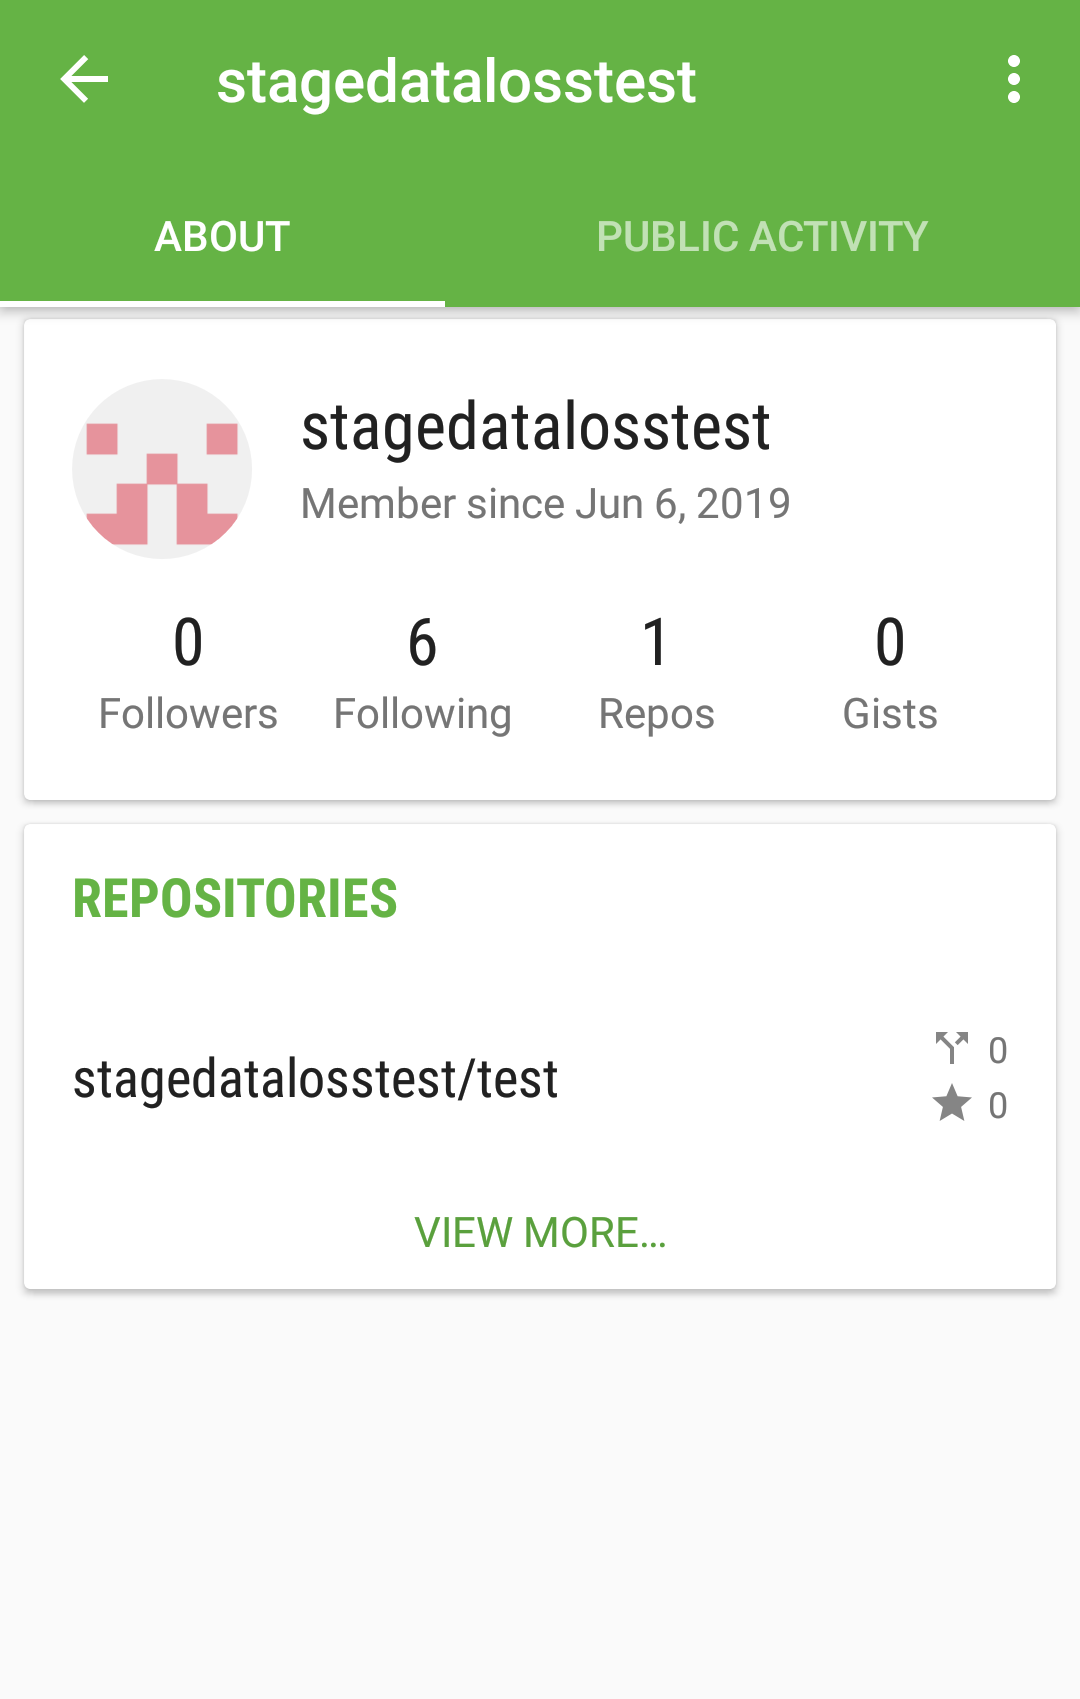 stagedatalosstest
ABOUT PUBLIC ACTIVITY
stagedatalosstest
Member since Jun 6, 2019
0 6 1 0
Followers Following Repos Gists
REPOSITORIES
0
stagedatalosstest/test
0
VIEW MORE…